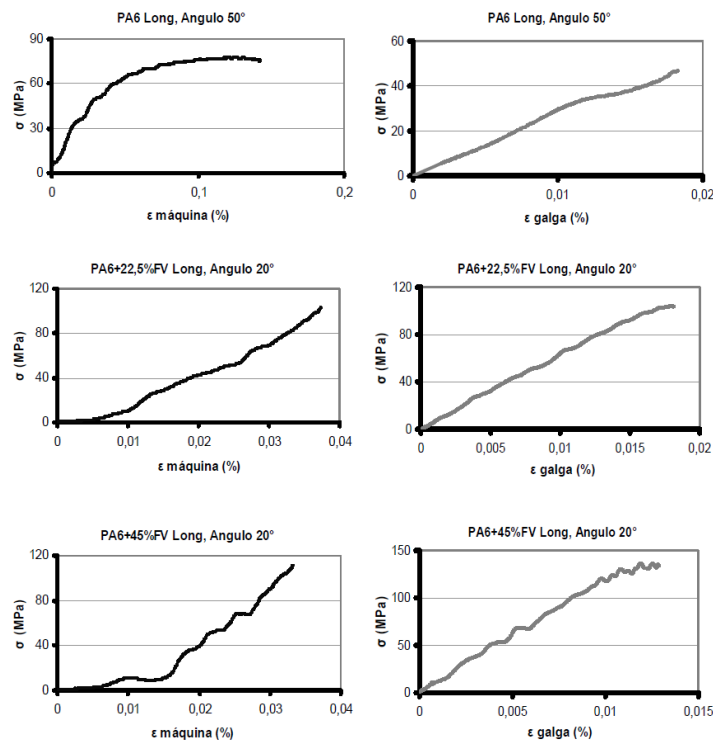 PA6 Long, Angulo 50°
σ (MPa)
90
60
30
0
0
0,1
0,2
ε máquina (%)
PA6 Long, Angulo 50°
σ (MPa)
60
40
20
0
0
0,01
0,02
ε galga (%)
PA6+22,5%FV Long, Angulo 20°
σ (MPa)
120
80
40
0
0
0,01
0,02
0,03
0,04
ε máquina (%)
PA6+22,5%FV Long, Angulo 20°
σ (MPa)
120
80
40
0
0
0,005
0,01
0,015
0,02
ε galga (%)
PA6+45%FV Long, Angulo 20°
σ (MPa)
120
80
40
0
0
0,01
0,02
0,03
0,04
ε máquina (%)
PA6+45%FV Long, Angulo 20°
σ (MPa)
150
100
50
0
0
0,005
0,01
0,015
ε galga (%)